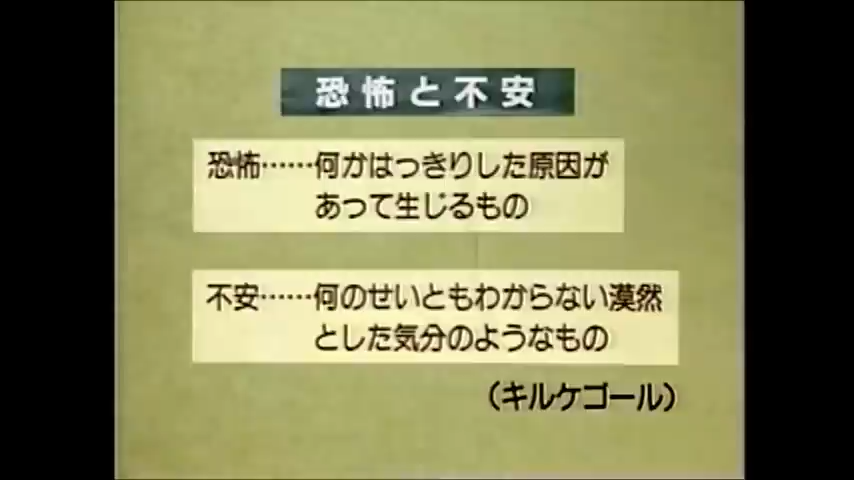 恐怖と不安
恐怖……何かはっきりした原因が
あって生じるもの
不安……何のせいともわからない漠然
とした気分のようなもの
(キルケゴール)